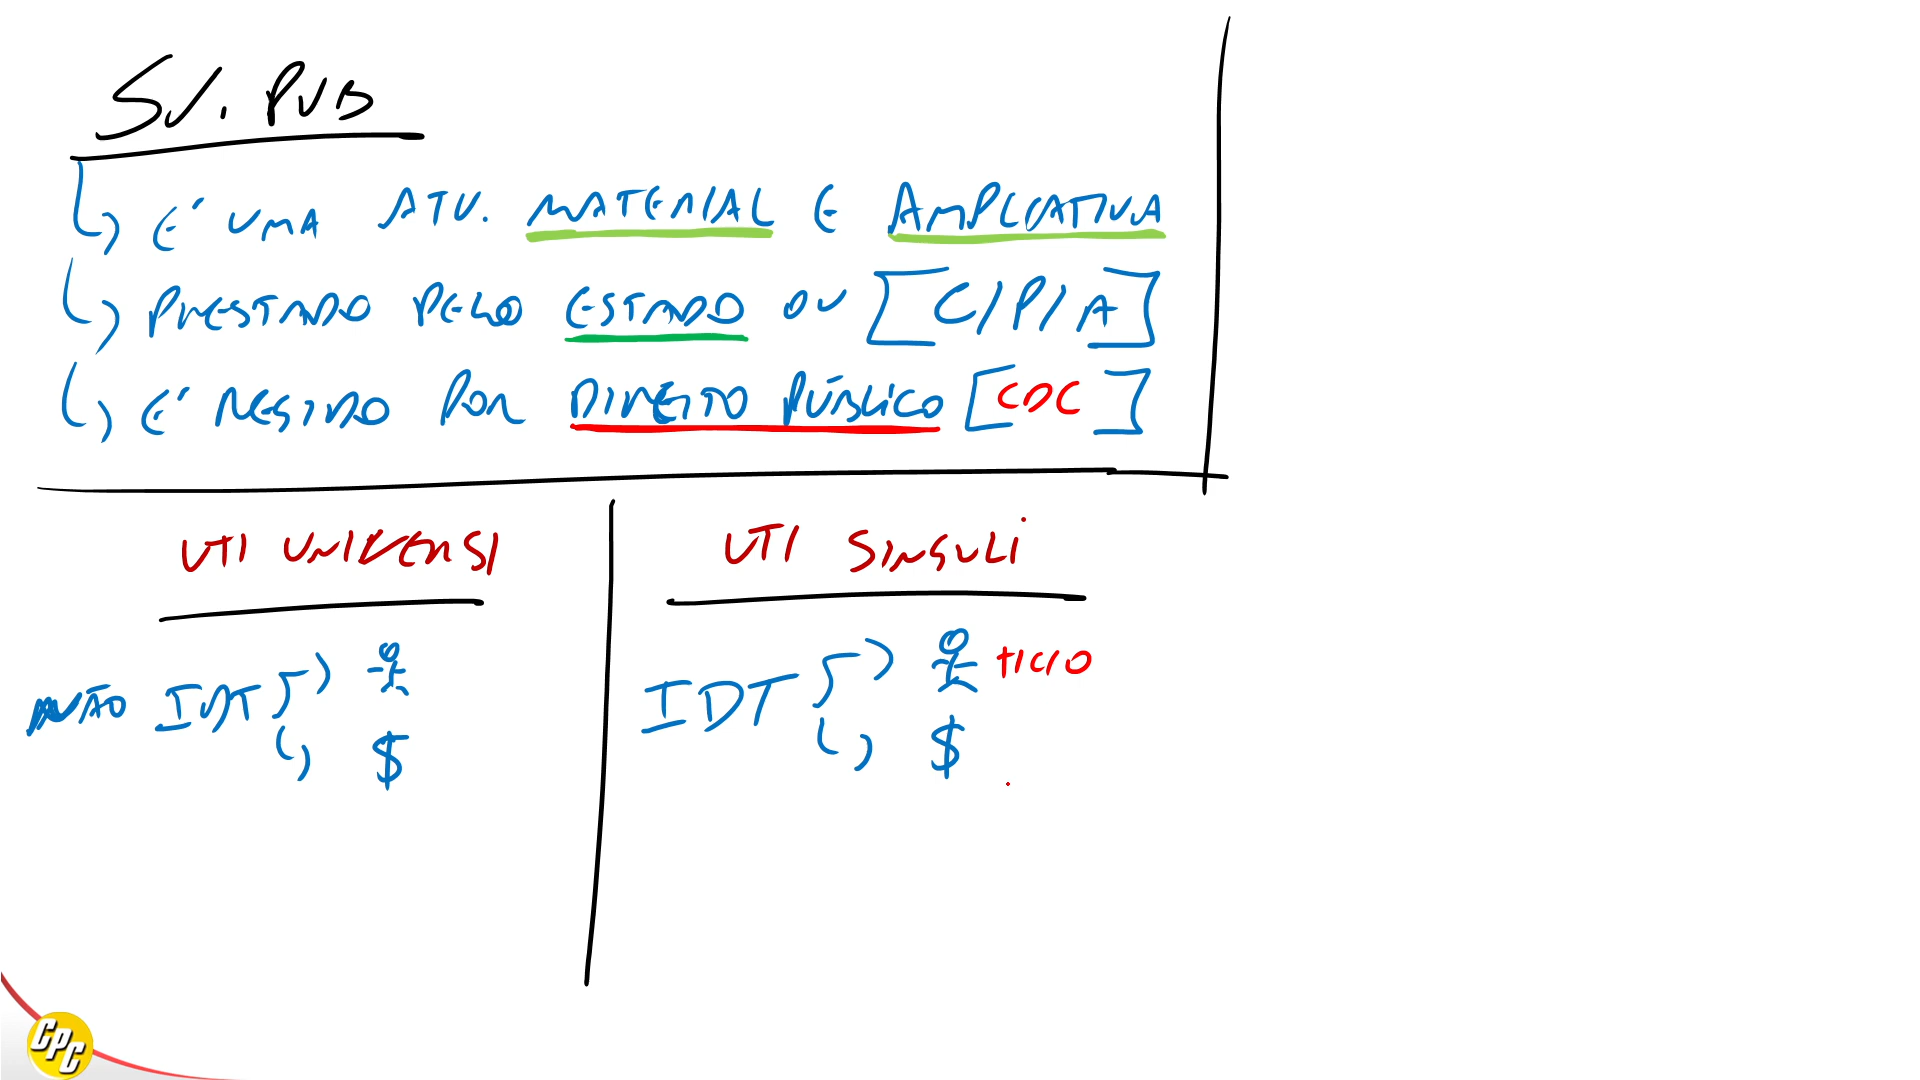 SV. PUB
É UMA ATV. MATERIAL E AMPLIATIVA
PRESTADO PELO ESTADO OU [C/P/A]
É REGIDO POR DIREITO PÚBLICO [CDC]
UTI UNIVERSI
NÃO IDT
$
UTI SINGULI
IDT TICIO
$
CPC